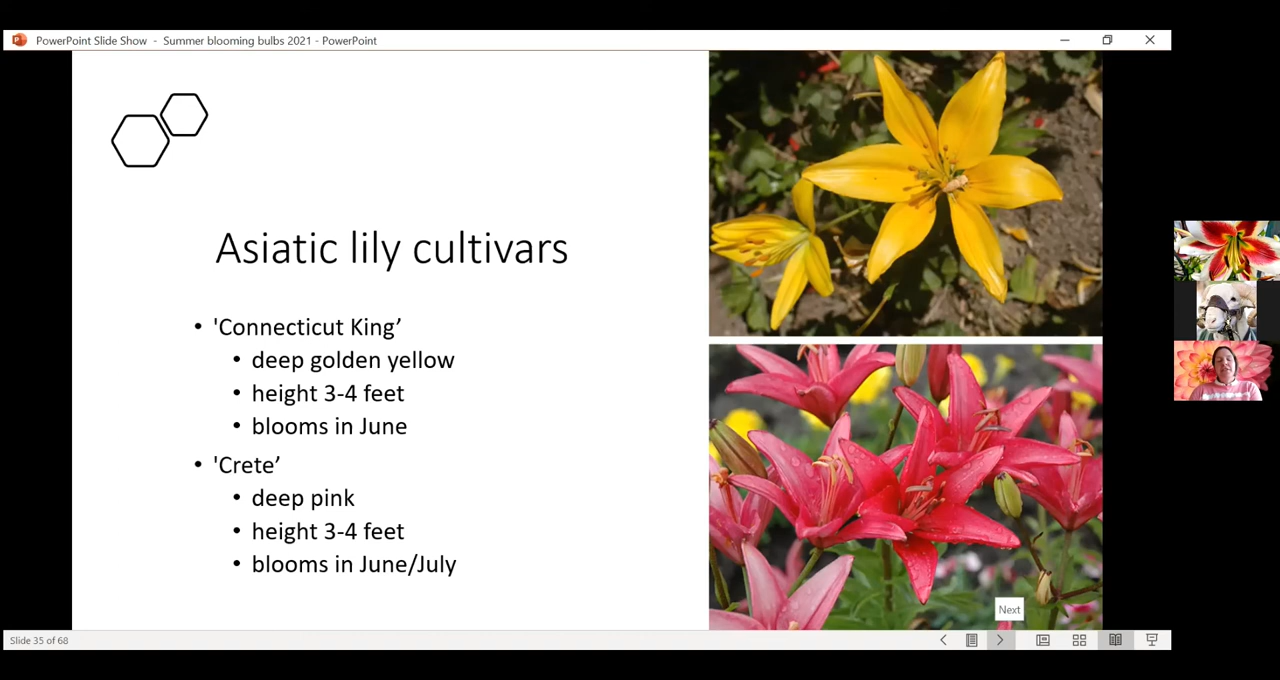 PowerPoint Slide Show - Summer blooming bulbs 2021 - PowerPoint
Asiatic lily cultivars
• 'Connecticut King’
• deep golden yellow
• height 3-4 feet
• blooms in June
• 'Crete’
• deep pink
• height 3-4 feet
• blooms in June/July
Next
Slide 35 of 68